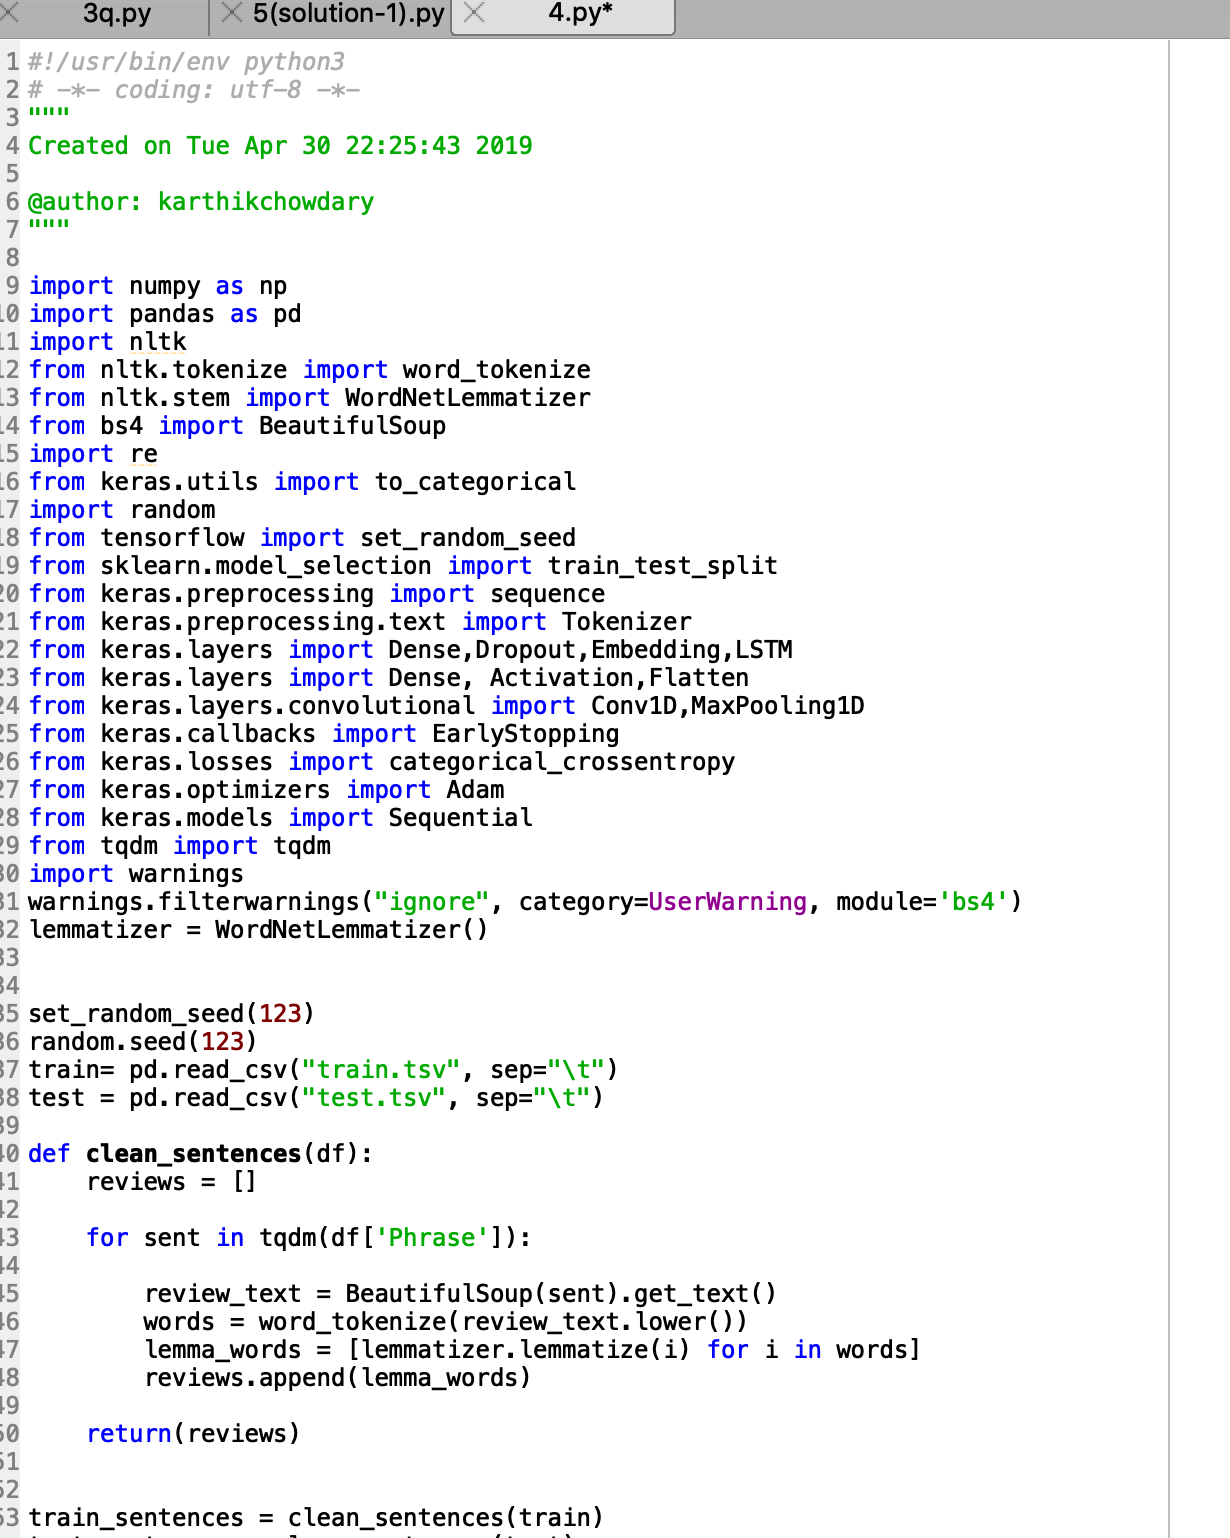 3q.py 5(solution-1).py 4.py*
1 #!/usr/bin/env python3
2 # -*- coding: utf-8 -*-
3 """
4 Created on Tue Apr 30 22:25:43 2019
5
6 @author: karthikchowdary
7 """
8
9 import numpy as np
10 import pandas as pd
11 import nltk
12 from nltk.tokenize import word_tokenize
13 from nltk.stem import WordNetLemmatizer
14 from bs4 import BeautifulSoup
15 import re
16 from keras.utils import to_categorical
17 import random
18 from tensorflow import set_random_seed
19 from sklearn.model_selection import train_test_split
20 from keras.preprocessing import sequence
21 from keras.preprocessing.text import Tokenizer
22 from keras.layers import Dense,Dropout,Embedding,LSTM
23 from keras.layers import Dense, Activation,Flatten
24 from keras.layers.convolutional import Conv1D,MaxPooling1D
25 from keras.callbacks import EarlyStopping
26 from keras.losses import categorical_crossentropy
27 from keras.optimizers import Adam
28 from keras.models import Sequential
29 from tqdm import tqdm
30 import warnings
31 warnings.filterwarnings("ignore", category=UserWarning, module='bs4')
32 lemmatizer = WordNetLemmatizer()
33
34
35 set_random_seed(123)
36 random.seed(123)
37 train= pd.read_csv("train.tsv", sep="\t")
38 test = pd.read_csv("test.tsv", sep="\t")
39
40 def clean_sentences(df):
41     reviews = []
42
43     for sent in tqdm(df['Phrase']):
44
45         review_text = BeautifulSoup(sent).get_text()
46         words = word_tokenize(review_text.lower())
47         lemma_words = [lemmatizer.lemmatize(i) for i in words]
48         reviews.append(lemma_words)
49
50     return(reviews)
51
52
53 train_sentences = clean_sentences(train)